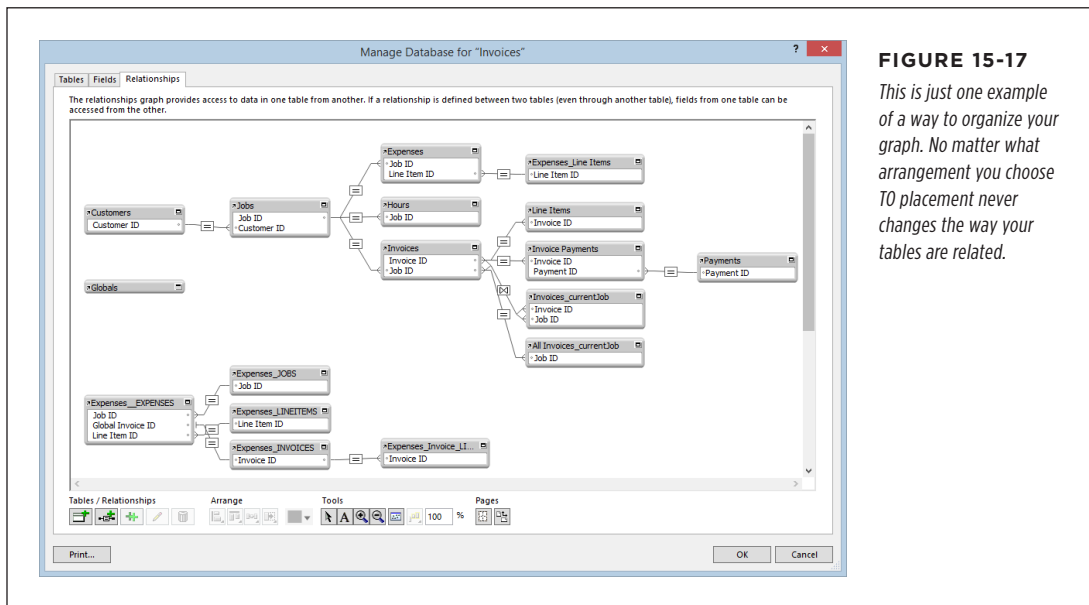 Manage Database for "Invoices"
?
×
Tables Fields Relationships
The relationships graph provides access to data in one table from another. If a relationship is defined between two tables (even through another table), fields from one table can be
accessed from the other.
Expenses
Job ID
Line Item ID
=
Expenses_Line Items
Line Item ID
=
Customers
Customer ID
=
Jobs
Job ID
Customer ID
Hours
Job ID
=
Line Items
Invoice ID
=
Invoices
Invoice ID
Job ID
=
Invoice Payments
Invoice ID
Payment ID
=
Payments
Payment ID
Globals
Invoices_currentJob
Invoice ID
Job ID
=
All Invoices_currentJob
Job ID
Expenses_JOBS
Job ID
=
Expenses__EXPENSES
Job ID
Global Invoice ID
Line Item ID
=
Expenses_LINEITEMS
Line Item ID
=
Expenses_INVOICES
Invoice ID
=
Expenses_Invoice_LI...
Invoice ID
Tables / Relationships
Arrange
Tools
Pages
A
100 %
Print...
OK
Cancel
FIGURE 15-17
This is just one example
of a way to organize your
graph. No matter what
arrangement you choose
TO placement never
changes the way your
tables are related.